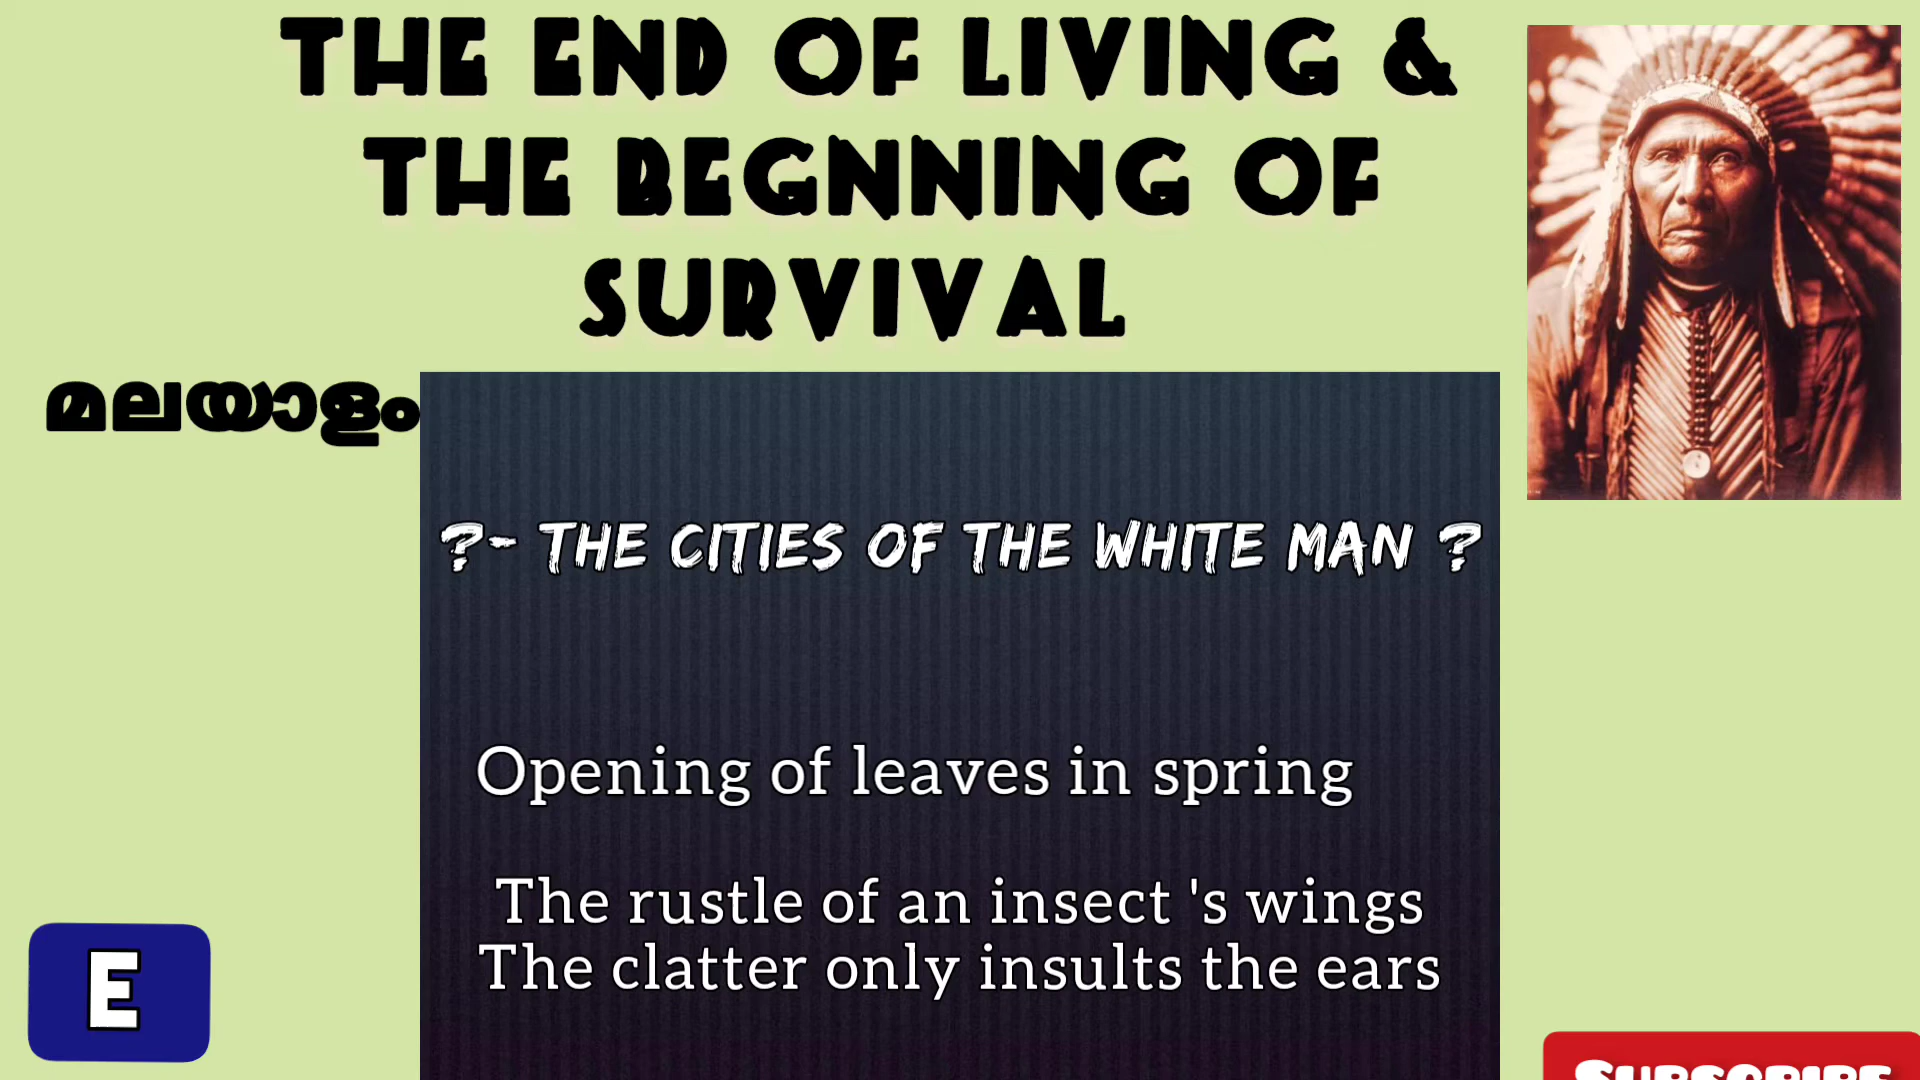 THE END OF LIVING &
THE BEGNNING OF
SURVIVAL
മലയാളം
?- THE CITIES OF THE WHITE MAN ?
Opening of leaves in spring
The rustle of an insect 's wings
The clatter only insults the ears
E
SUBSCRIBE